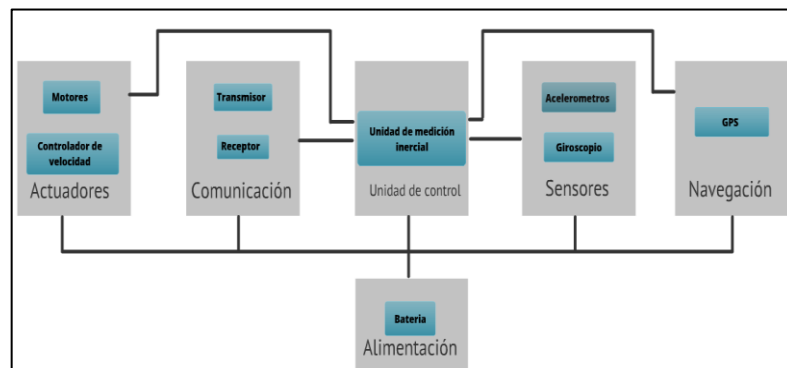 Motores
Controlador de
velocidad
Actuadores
Transmisor
Receptor
Comunicación
Unidad de medición
inercial
Unidad de control
Acelerometros
Giroscopio
Sensores
GPS
Navegación
Bateria
Alimentación